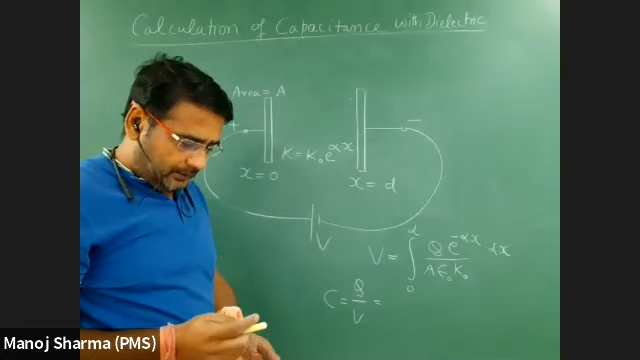 Calculation of Capacitance with Dielectric
Area = A
+
−
K = K₀e^{αx}
x = 0
x = d
V
V = ∫₀^d (Q e^{-αx} / A ε₀ K₀) dx
C = Q/V =
Manoj Sharma (PMS)